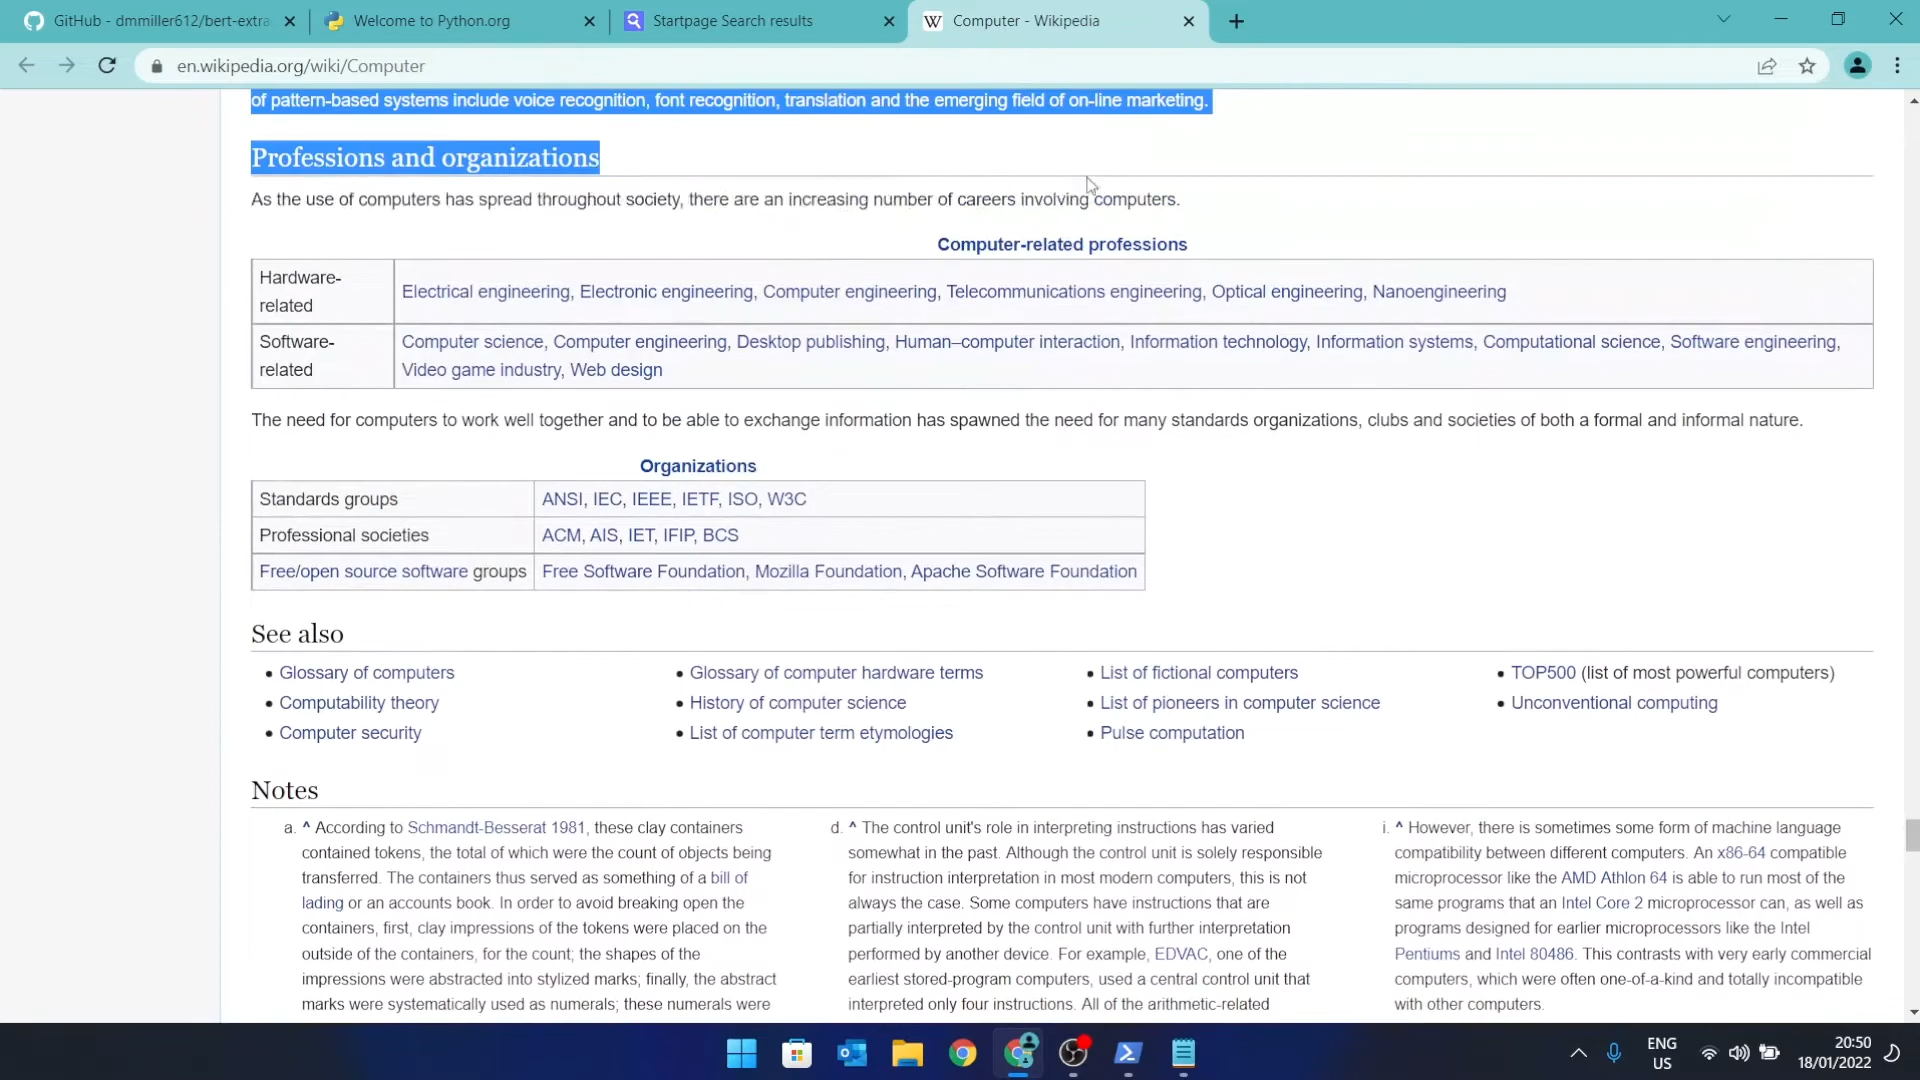 GitHub - dmmiller612/bert-extra
Welcome to Python.org
Startpage Search results
Computer - Wikipedia
en.wikipedia.org/wiki/Computer
of pattern-based systems include voice recognition, font recognition, translation and the emerging field of on-line marketing.
Professions and organizations
As the use of computers has spread throughout society, there are an increasing number of careers involving computers.
Computer-related professions
Hardware-
related
Electrical engineering, Electronic engineering, Computer engineering, Telecommunications engineering, Optical engineering, Nanoengineering
Software-
related
Computer science, Computer engineering, Desktop publishing, Human–computer interaction, Information technology, Information systems, Computational science, Software engineering,
Video game industry, Web design
The need for computers to work well together and to be able to exchange information has spawned the need for many standards organizations, clubs and societies of both a formal and informal nature.
Organizations
Standards groups
ANSI, IEC, IEEE, IETF, ISO, W3C
Professional societies
ACM, AIS, IET, IFIP, BCS
Free/open source software groups
Free Software Foundation, Mozilla Foundation, Apache Software Foundation
See also
• Glossary of computers
• Computability theory
• Computer security
• Glossary of computer hardware terms
• History of computer science
• List of computer term etymologies
• List of fictional computers
• List of pioneers in computer science
• Pulse computation
• TOP500 (list of most powerful computers)
• Unconventional computing
Notes
a. ^ According to Schmandt-Besserat 1981, these clay containers
contained tokens, the total of which were the count of objects being
transferred. The containers thus served as something of a bill of
lading or an accounts book. In order to avoid breaking open the
containers, first, clay impressions of the tokens were placed on the
outside of the containers, for the count; the shapes of the
impressions were abstracted into stylized marks; finally, the abstract
marks were systematically used as numerals; these numerals were
d. ^ The control unit's role in interpreting instructions has varied
somewhat in the past. Although the control unit is solely responsible
for instruction interpretation in most modern computers, this is not
always the case. Some computers have instructions that are
partially interpreted by the control unit with further interpretation
performed by another device. For example, EDVAC, one of the
earliest stored-program computers, used a central control unit that
interpreted only four instructions. All of the arithmetic-related
i. ^ However, there is sometimes some form of machine language
compatibility between different computers. An x86-64 compatible
microprocessor like the AMD Athlon 64 is able to run most of the
same programs that an Intel Core 2 microprocessor can, as well as
programs designed for earlier microprocessors like the Intel
Pentiums and Intel 80486. This contrasts with very early commercial
computers, which were often one-of-a-kind and totally incompatible
with other computers.
ENG
US
20:50
18/01/2022